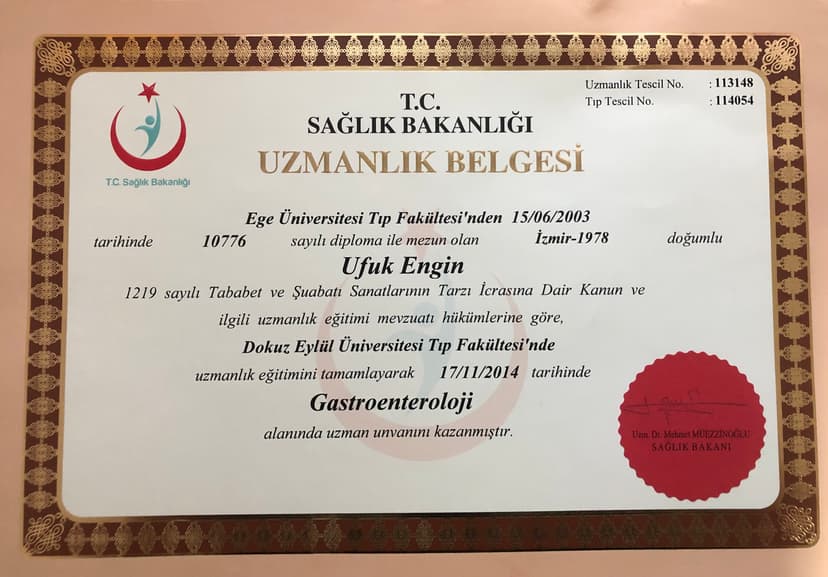 Uzmanlık Tescil No. : 113148
Tıp Tescil No. : 114054
T.C. Sağlık Bakanlığı
T.C.
SAĞLIK BAKANLIĞI
UZMANLIK BELGESİ
Ege Üniversitesi Tıp Fakültesi'nden 15/06/2003
tarihinde 10776 sayılı diploma ile mezun olan İzmir-1978 doğumlu
Ufuk Engin
1219 sayılı Tababet ve Şuabatı Sanatlarının Tarzı İcrasına Dair Kanun ve
ilgili uzmanlık eğitimi mevzuatı hükümlerine göre,
Dokuz Eylül Üniversitesi Tıp Fakültesi'nde
uzmanlık eğitimini tamamlayarak 17/11/2014 tarihinde
Gastroenteroloji
alanında uzman unvanını kazanmıştır.
Uzm. Dr. Mehmet MÜEZZİNOĞLU
SAĞLIK BAKANI